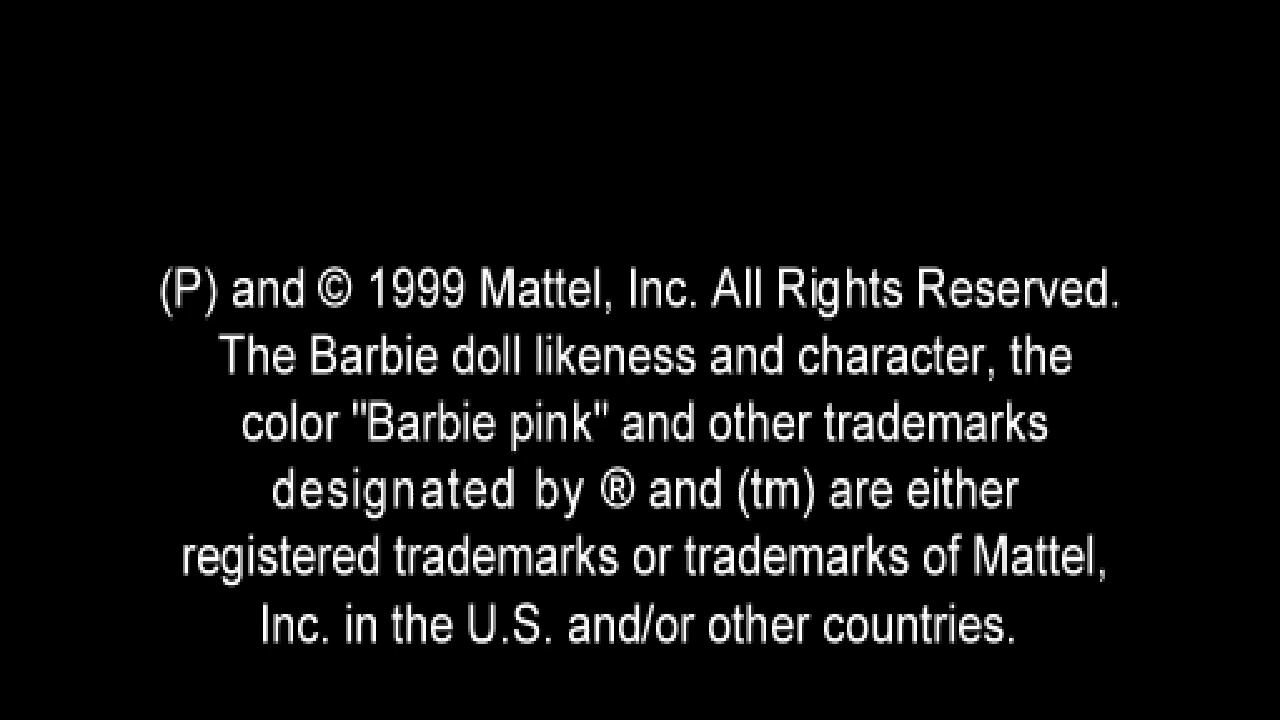 (P) and © 1999 Mattel, Inc. All Rights Reserved.
The Barbie doll likeness and character, the
color "Barbie pink" and other trademarks
designated by ® and (tm) are either
registered trademarks or trademarks of Mattel,
Inc. in the U.S. and/or other countries.